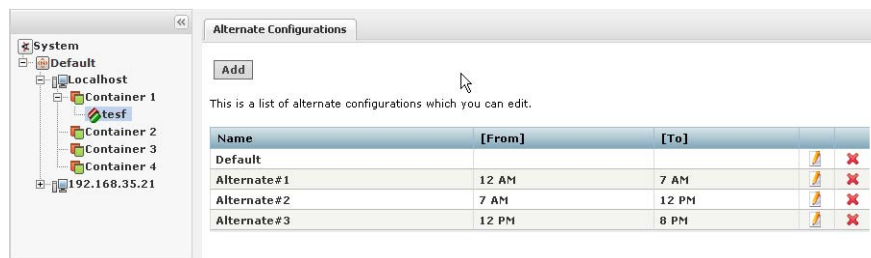 «
System
Default
Localhost
Container 1
tesf
Container 2
Container 3
Container 4
192.168.35.21
Alternate Configurations
Add
This is a list of alternate configurations which you can edit.
Name [From] [To]
Default
Alternate#1 12 AM 7 AM
Alternate#2 7 AM 12 PM
Alternate#3 12 PM 8 PM